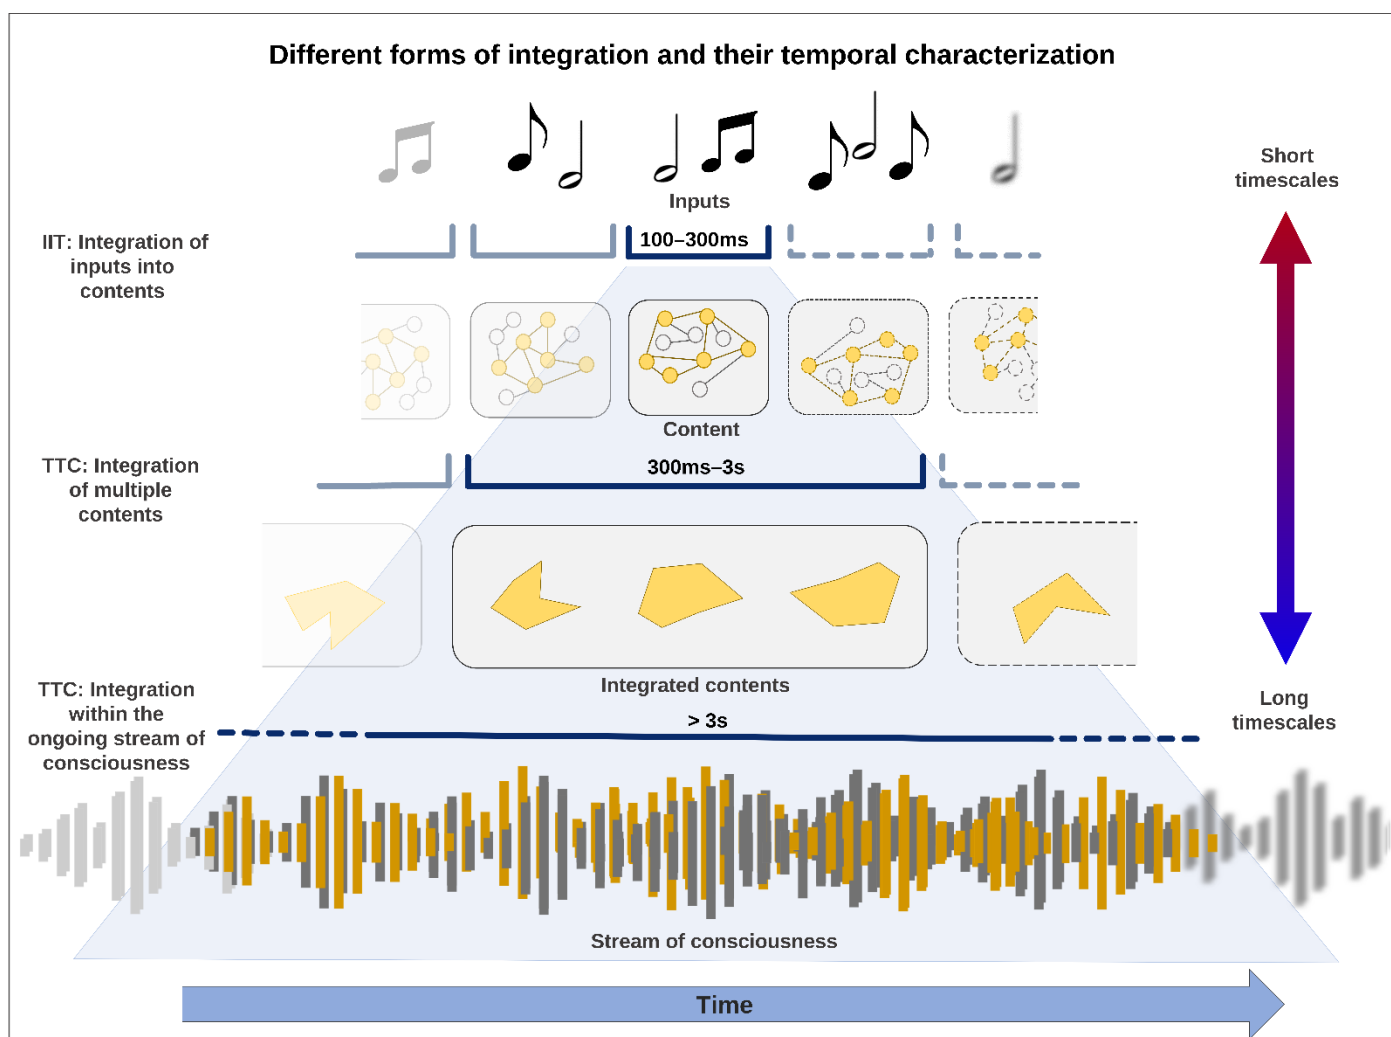 Different forms of integration and their temporal characterization
Short
timescales
Inputs
IIT: Integration of
inputs into
contents
100–300ms
Content
TTC: Integration
of multiple
contents
300ms–3s
Integrated contents
TTC: Integration
within the
ongoing stream of
consciousness
> 3s
Long
timescales
Stream of consciousness
Time